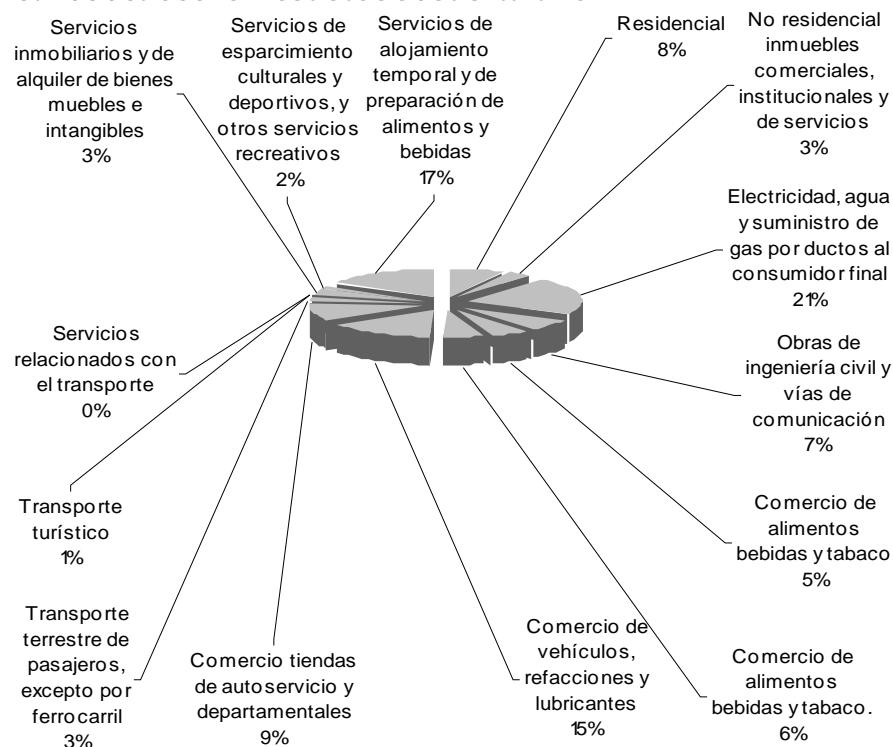 Servicios
inmobiliarios y de
alquiler de bienes
muebles e
intangibles
3%
Servicios de
esparcimiento
culturales y
deportivos, y
otros servicios
recreativos
2%
Servicios de
alojamiento
temporal y de
preparación de
alimentos y
bebidas
17%
Residencial
8%
No residencial
inmuebles
comerciales,
institucionales y
de servicios
3%
Electricidad, agua
y suministro de
gas por ductos al
consumidor final
21%
Obras de
ingeniería civil y
vías de
comunicación
7%
Comercio de
alimentos
bebidas y tabaco
5%
Comercio de
alimentos
bebidas y tabaco.
6%
Comercio de
vehículos,
refacciones y
lubricantes
15%
Comercio tiendas
de autoservicio y
departamentales
9%
Transporte
terrestre de
pasajeros,
excepto por
ferrocarril
3%
Transporte
turístico
1%
Servicios
relacionados con
el transporte
0%